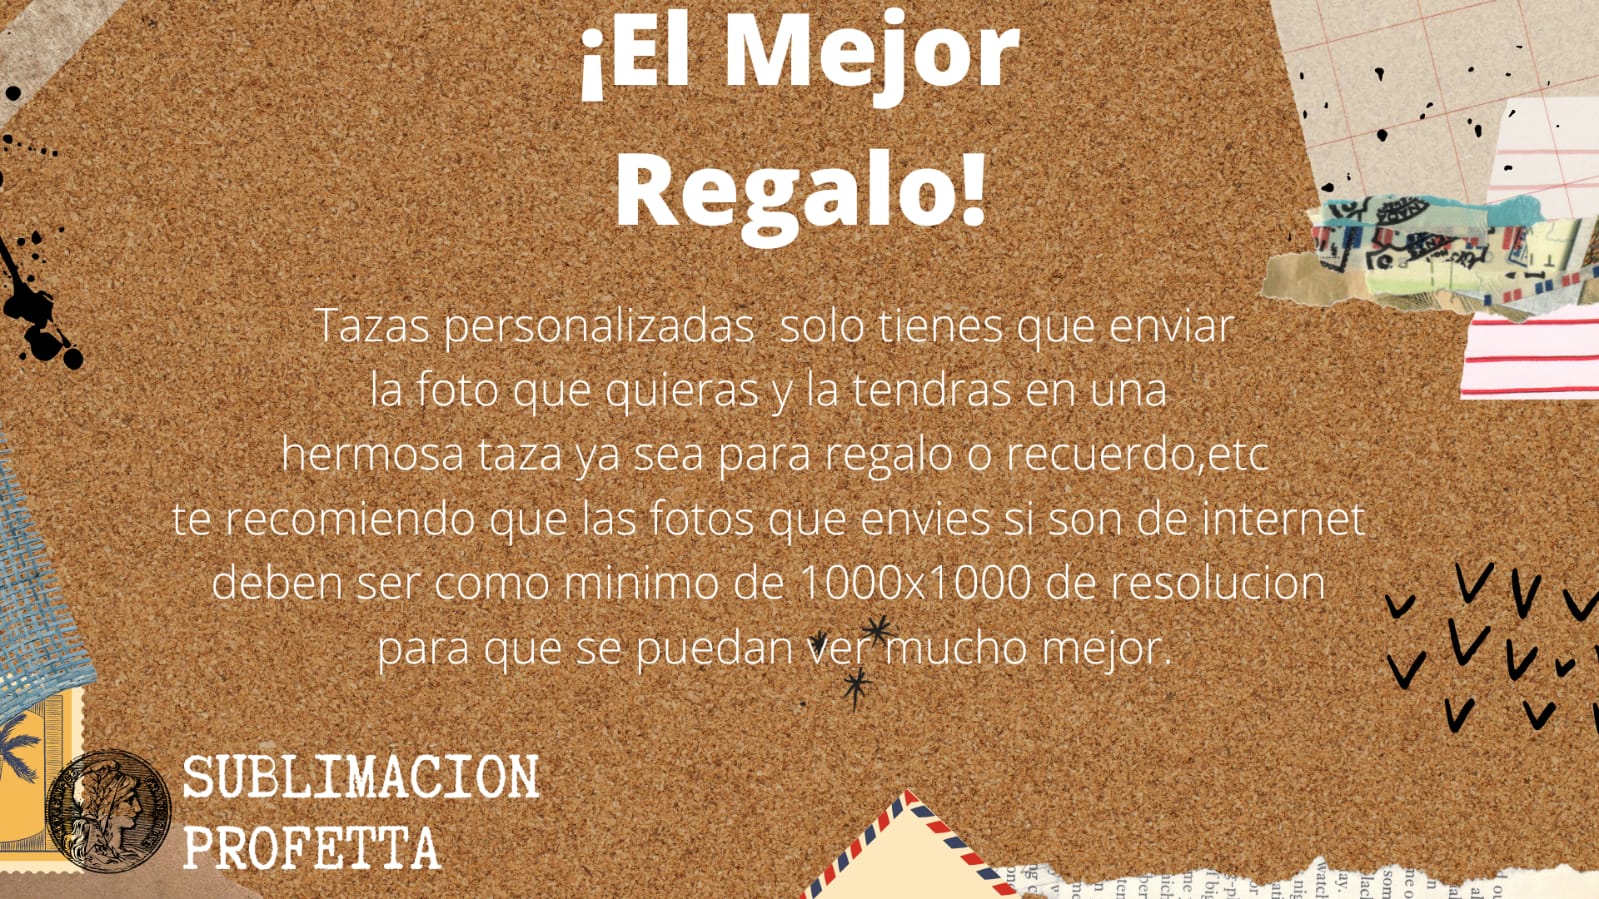 ¡El Mejor
Regalo!
Tazas personalizadas solo tienes que enviar
la foto que quieras y la tendras en una
hermosa taza ya sea para regalo o recuerdo,etc
te recomiendo que las fotos que envies si son de internet
deben ser como minimo de 1000x1000 de resolucion
para que se puedan ver mucho mejor.
SUBLIMACION
PROFETTA